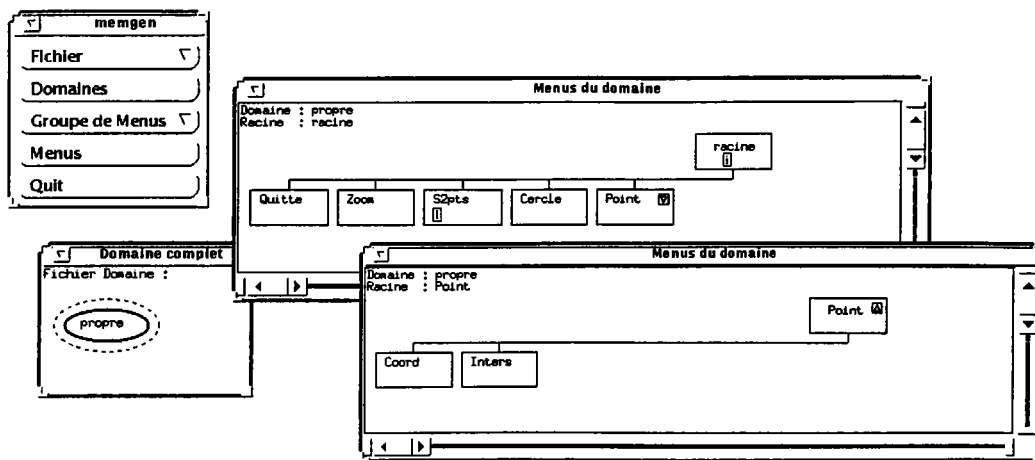 memgen
Fichier
Domaines
Groupe de Menus
Menus
Quit
Menus du domaine
Domaine : propre
Racine : racine
racine
i
Quitte
Zoom
S2pts
i
Cercle
Point
Domaine complet
Fichier Domaine :
propre
Menus du domaine
Domaine : propre
Racine : Point
Point
Coord
Inters